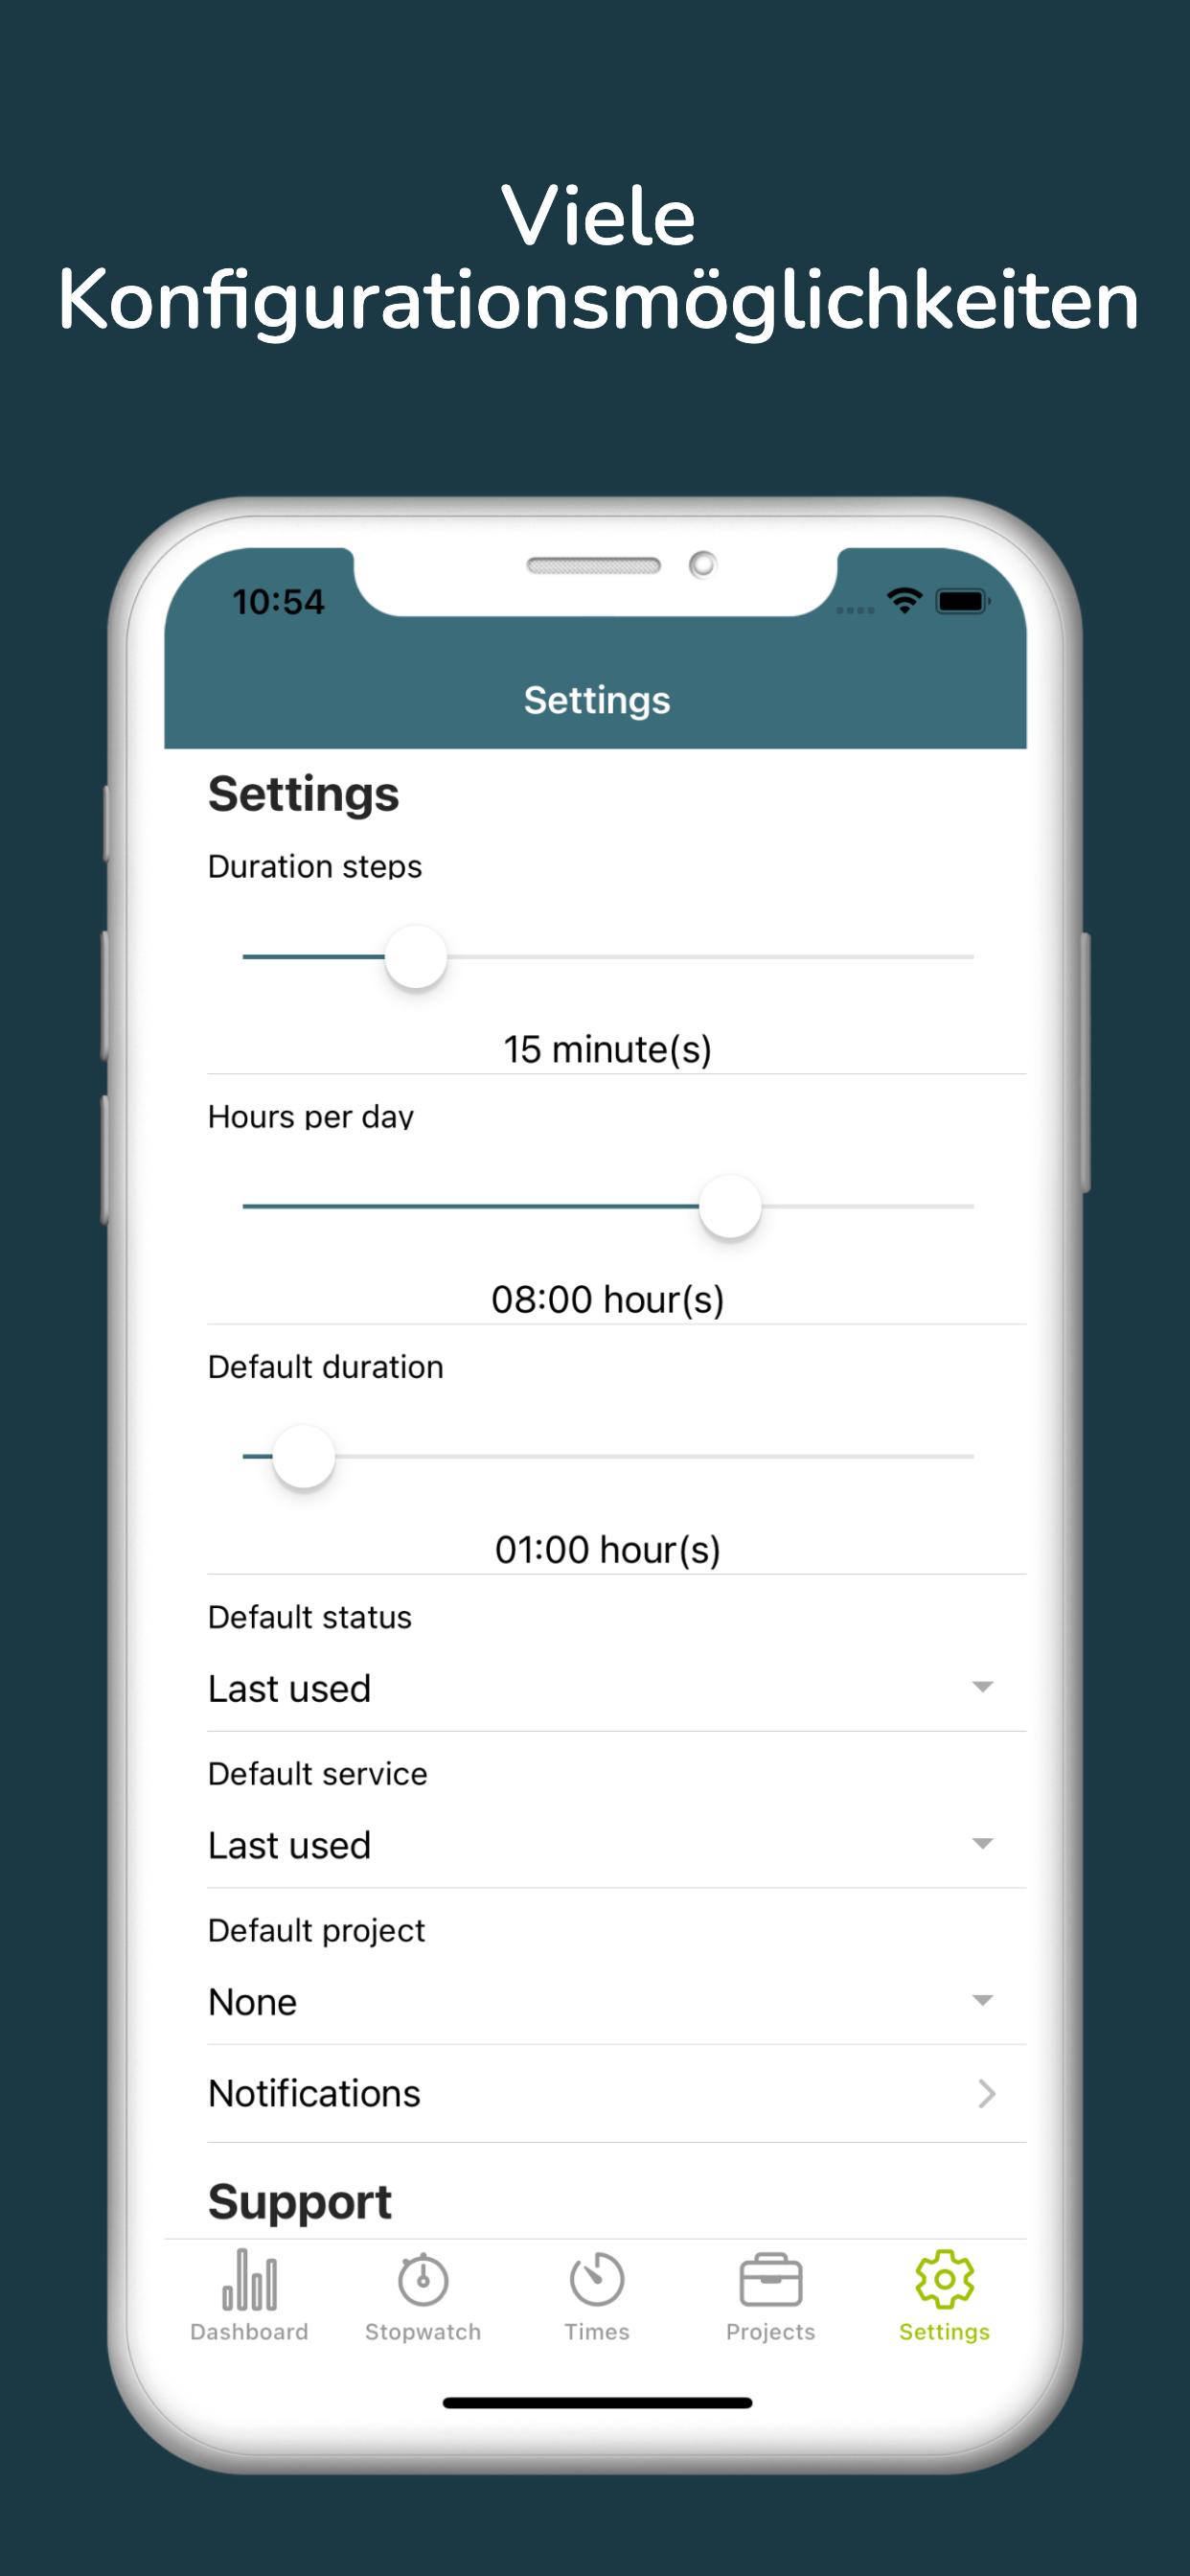 Viele
Konfigurationsmöglichkeiten
10:54
Settings
Settings
Duration steps
15 minute(s)
Hours per day
08:00 hour(s)
Default duration
01:00 hour(s)
Default status
Last used
Default service
Last used
Default project
None
Notifications
Support
Dashboard Stopwatch Times Projects Settings